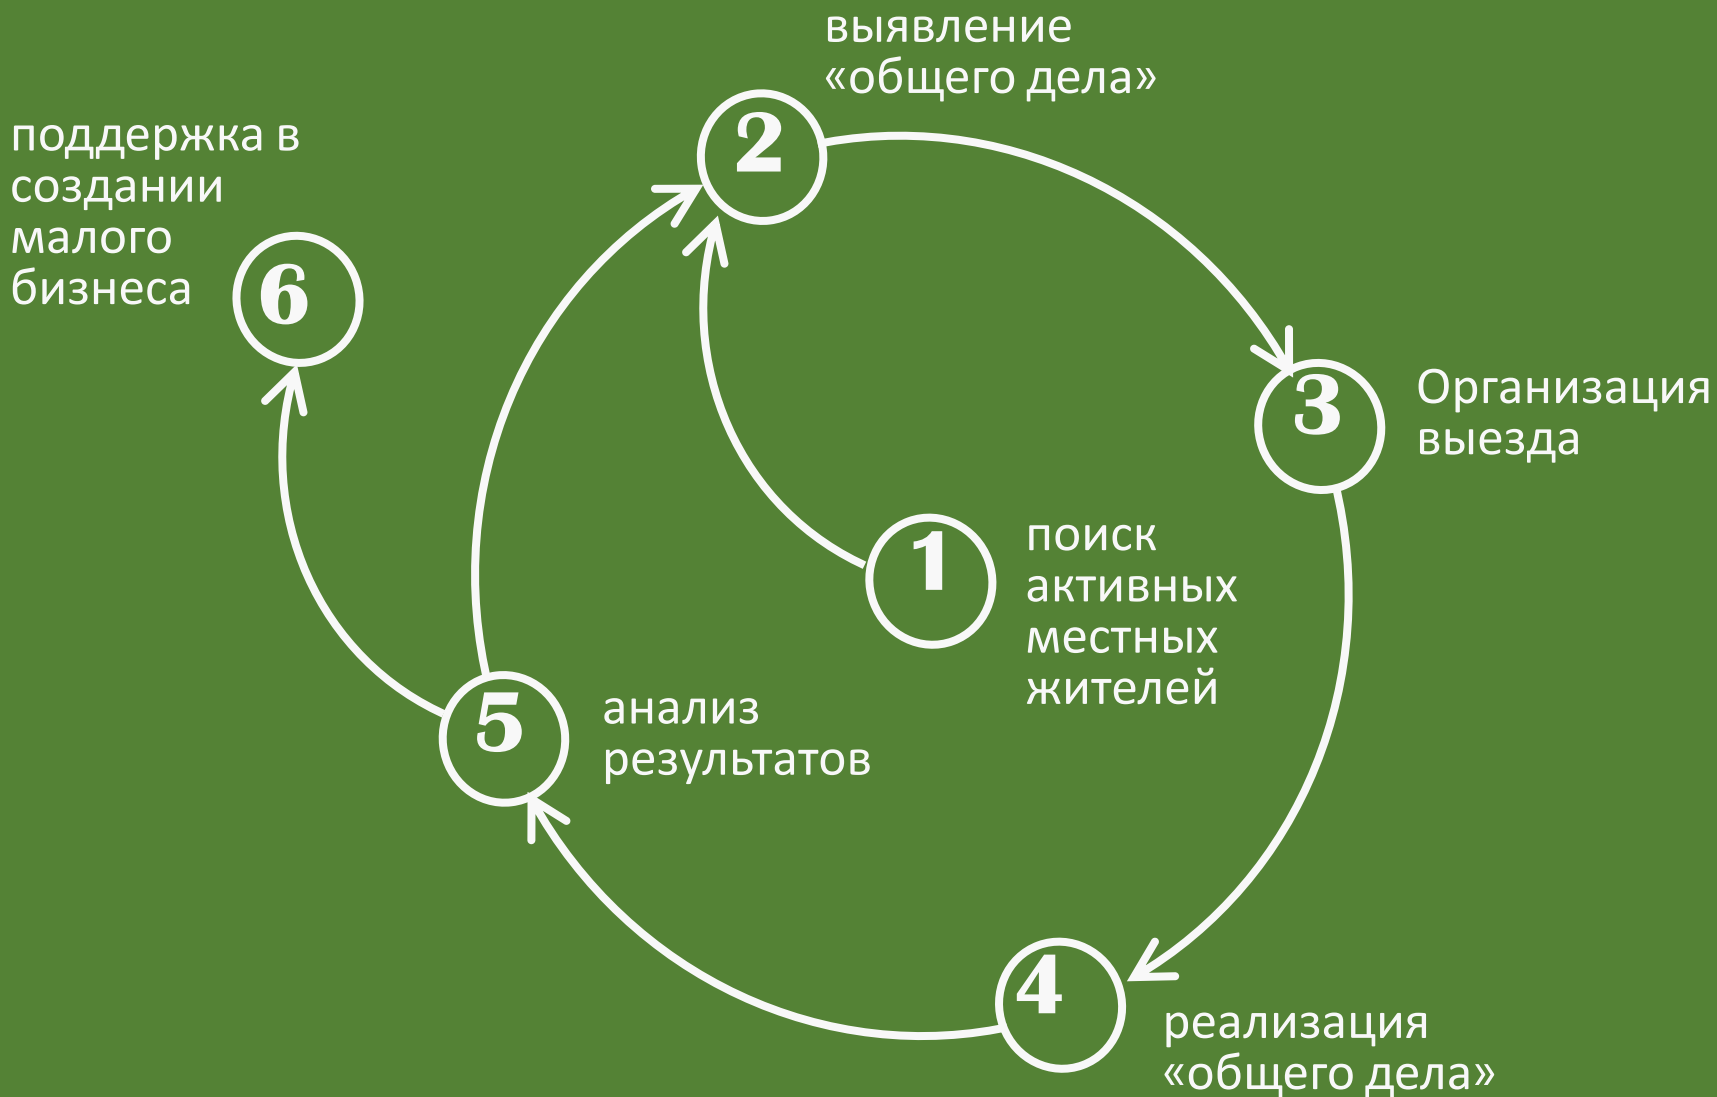 выявление
«общего дела»
2
поддержка в
создании
малого
бизнеса
6
3
Организация
выезда
1
поиск
активных
местных
жителей
5
анализ
результатов
4
реализация
«общего дела»